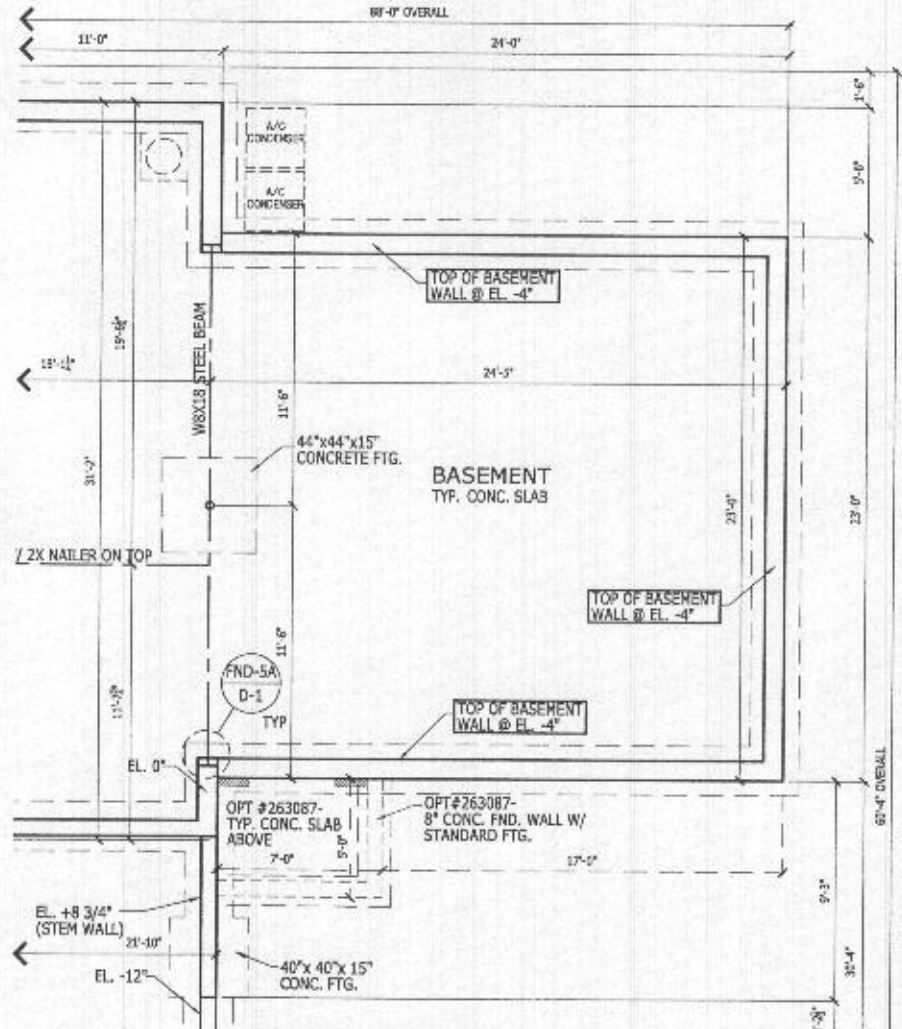 68'-0" OVERALL
11'-0"
24'-0"
1'-6"
A/C
CONDENSER
A/C
CONDENSER
TOP OF BASEMENT
WALL @ EL. -4"
W8X18 STEEL BEAM
24'-5"
11'-6"
44"x44"x15"
CONCRETE FTG.
BASEMENT
TYP. CONC. SLAB
31'-2"
23'-0"
23'-0"
/ 2X NAILER ON TOP
TOP OF BASEMENT
WALL @ EL. -4"
11'-6"
FND-5A
D-1
TYP
TOP OF BASEMENT
WALL @ EL. -4"
EL. 0"
60'-4" OVERALL
OPT #263087-
TYP. CONC. SLAB
ABOVE
OPT#263087-
8" CONC. FND. WALL W/
STANDARD FTG.
7'-0"
5'-0"
17'-0"
9'-3"
EL. +8 3/4"
(STEM WALL)
21'-10"
30'-4"
EL. -12"
40"x 40"x 15"
CONC. FTG.